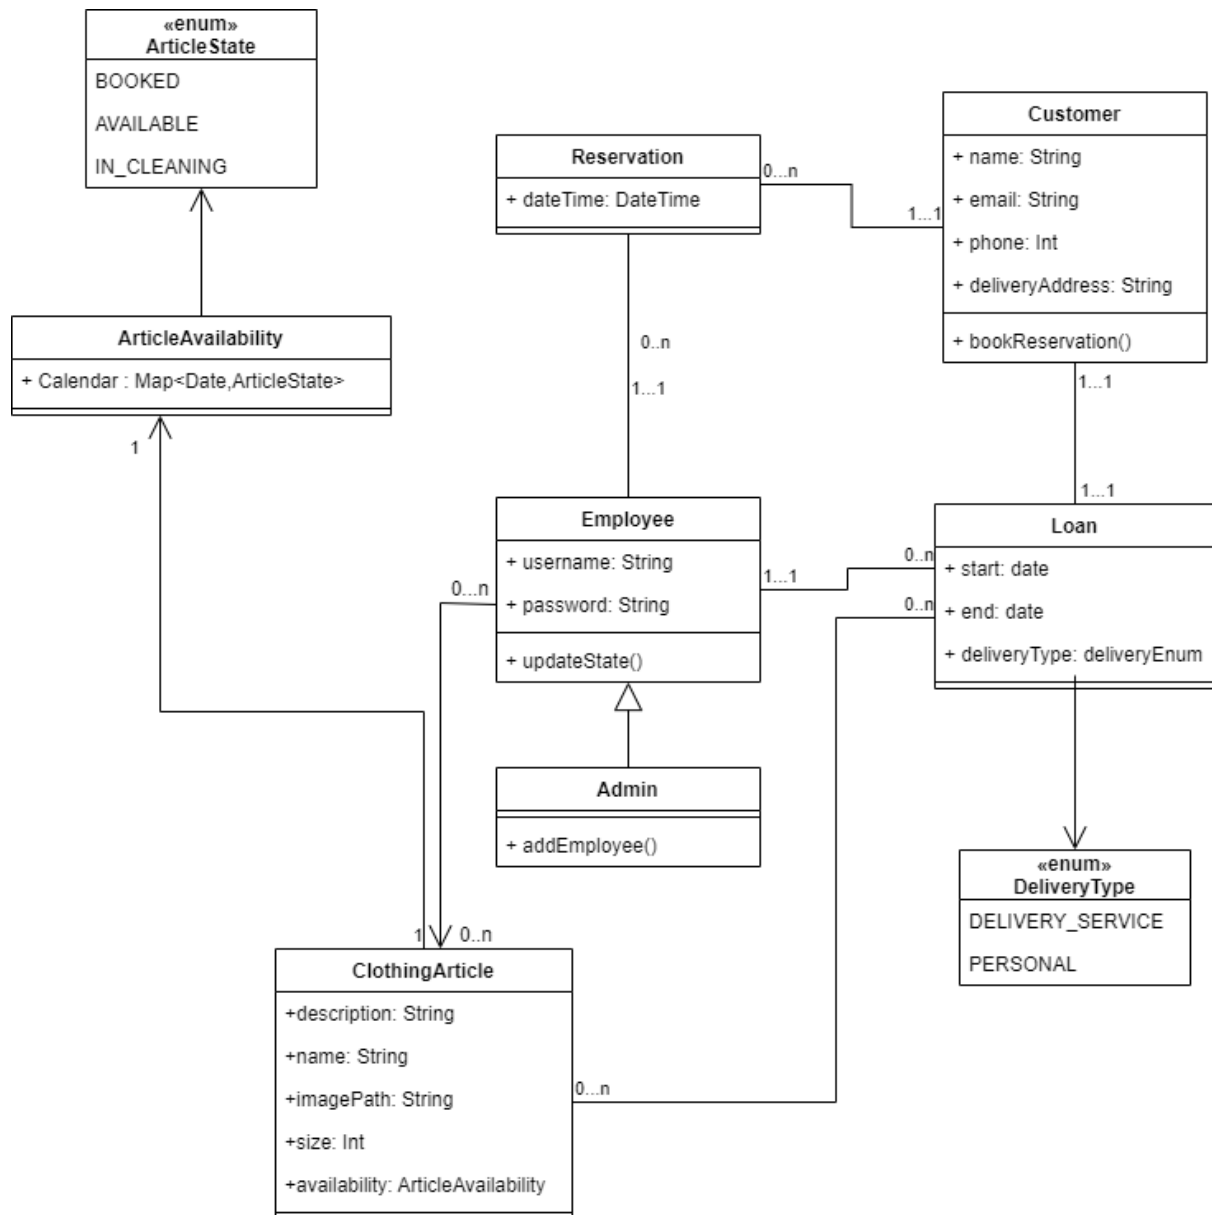 «enum»
ArticleState
BOOKED
AVAILABLE
IN_CLEANING
Customer
+ name: String
+ email: String
+ phone: Int
+ deliveryAddress: String
+ bookReservation()
Reservation
+ dateTime: DateTime
0...n
1...1
ArticleAvailability
+ Calendar : Map<Date,ArticleState>
1
0..n
1...1
1...1
1...1
Employee
+ username: String
+ password: String
+ updateState()
0...n
1...1
0..n
0..n
Loan
+ start: date
+ end: date
+ deliveryType: deliveryEnum
Admin
+ addEmployee()
«enum»
DeliveryType
DELIVERY_SERVICE
PERSONAL
1
0..n
ClothingArticle
+description: String
+name: String
+imagePath: String
+size: Int
+availability: ArticleAvailability
0...n